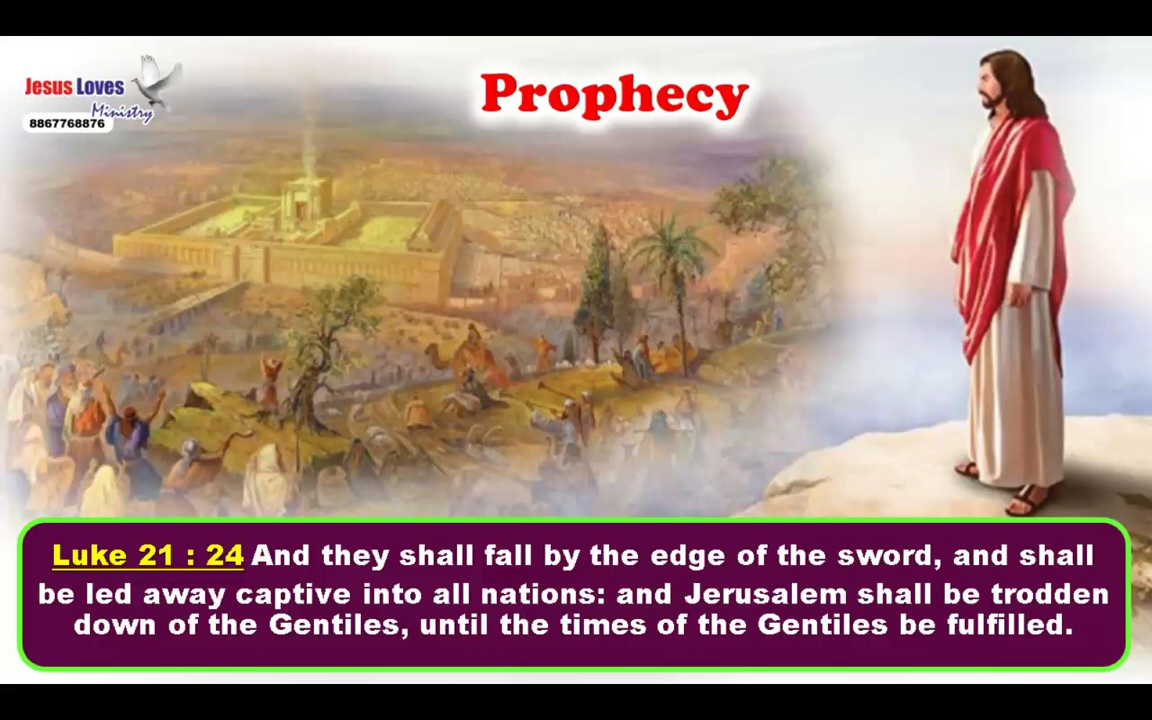 Jesus Loves
Ministry
8867768876
Prophecy
Luke 21 : 24 And they shall fall by the edge of the sword, and shall
be led away captive into all nations: and Jerusalem shall be trodden
down of the Gentiles, until the times of the Gentiles be fulfilled.